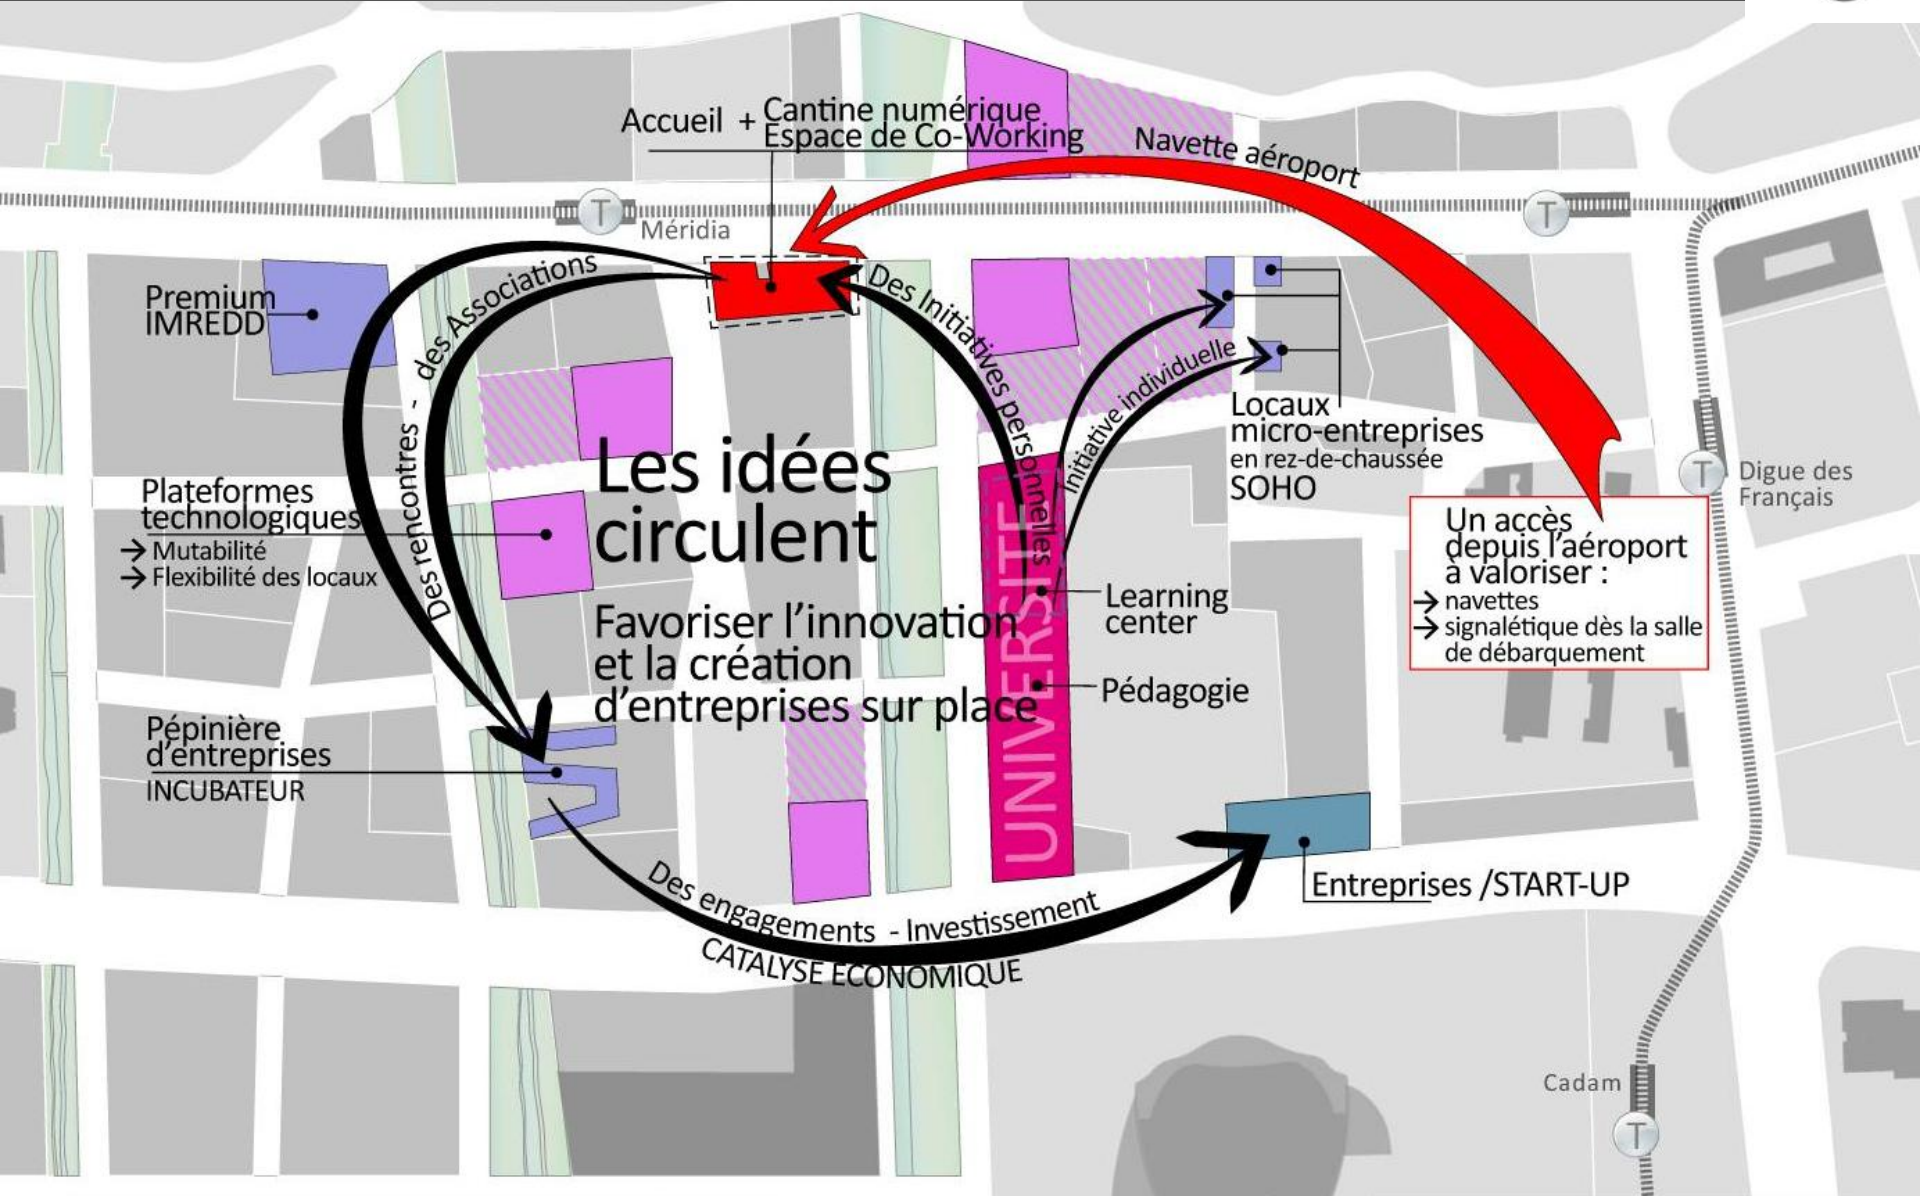 Accueil + Cantine numérique
Espace de Co-Working
Navette aéroport
T
Méridia
T
Premium
IMREDD
Des rencontres - des Associations
Des Initiatives personnelles
Initiative individuelle
Locaux
micro-entreprises
en rez-de-chaussée
SOHO
Plateformes
technologiques
→ Mutabilité
→ Flexibilité des locaux
Les idées
circulent
Favoriser l'innovation
et la création
d'entreprises sur place
UNIVERSITE
Learning
center
Pédagogie
T
Digue des
Français
Un accès
depuis l'aéroport
à valoriser :
→ navettes
→ signalétique dès la salle
de débarquement
Pépinière
d'entreprises
INCUBATEUR
Des engagements - Investissement
CATALYSE ECONOMIQUE
Entreprises /START-UP
Cadam
T